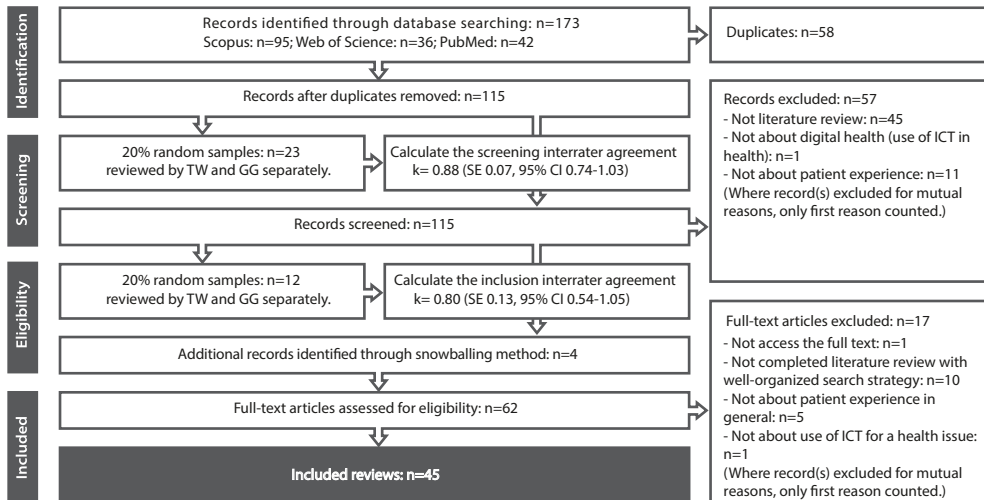 Identification
Records identified through database searching: n=173
Scopus: n=95; Web of Science: n=36; PubMed: n=42
Duplicates: n=58
Records after duplicates removed: n=115
Records excluded: n=57
- Not literature review: n=45
- Not about digital health (use of ICT in
health): n=1
- Not about patient experience: n=11
(Where record(s) excluded for mutual
reasons, only first reason counted.)
Screening
20% random samples: n=23
reviewed by TW and GG separately.
Calculate the screening interrater agreement
k= 0.88 (SE 0.07, 95% CI 0.74-1.03)
Records screened: n=115
Eligibility
20% random samples: n=12
reviewed by TW and GG separately.
Calculate the inclusion interrater agreement
k= 0.80 (SE 0.13, 95% CI 0.54-1.05)
Additional records identified through snowballing method: n=4
Full-text articles excluded: n=17
- Not access the full text: n=1
- Not completed literature review with
well-organized search strategy: n=10
- Not about patient experience in
general: n=5
- Not about use of ICT for a health issue:
n=1
(Where record(s) excluded for mutual
reasons, only first reason counted.)
Included
Full-text articles assessed for eligibility: n=62
Included reviews: n=45